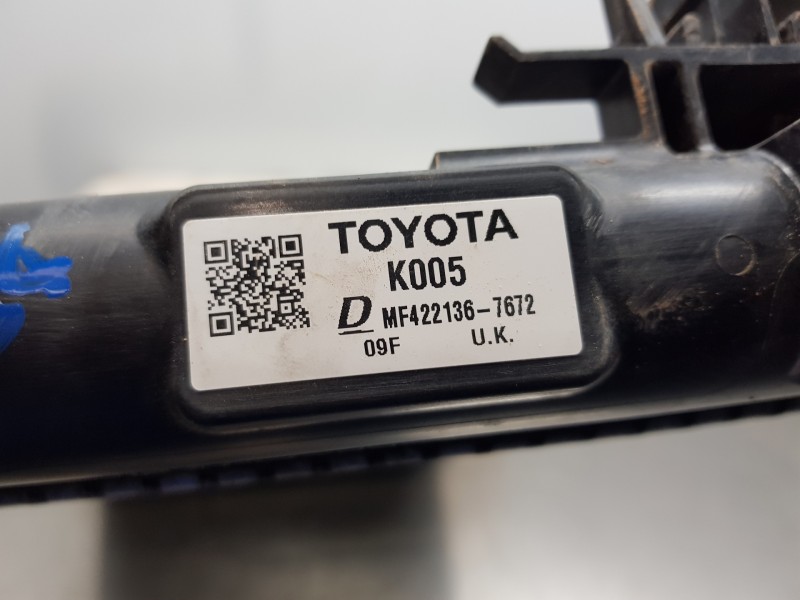 TOYOTA
K005
D MF422136-7672
09F U.K.